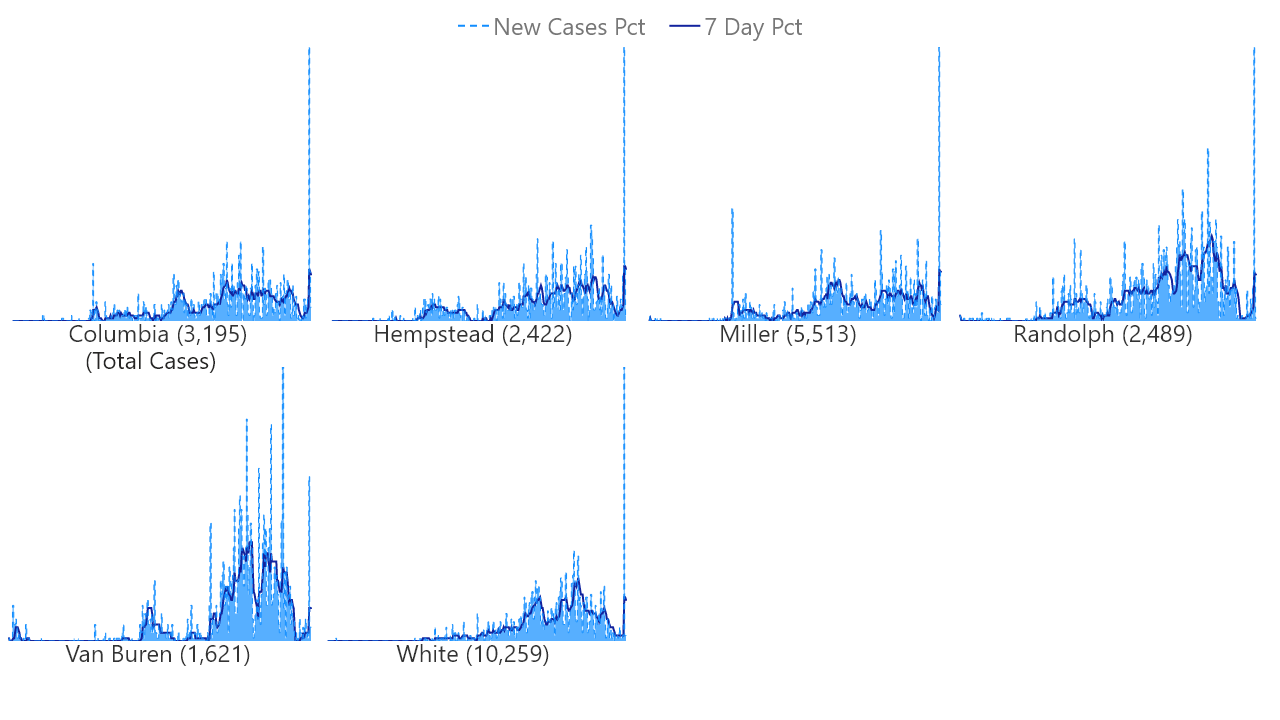 New Cases Pct 7 Day Pct
Columbia (3,195)
(Total Cases)
Hempstead (2,422)
Miller (5,513)
Randolph (2,489)
Van Buren (1,621)
White (10,259)